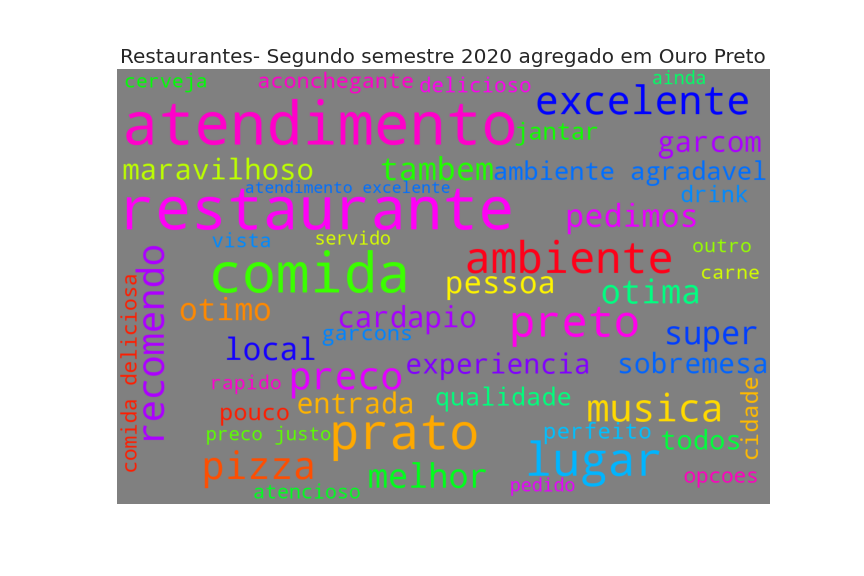 Restaurantes- Segundo semestre 2020 agregado em Ouro Preto
cerveja
aconchegante
delicioso
ainda
excelente
atendimento
jantar
garcom
maravilhoso
tambem
ambiente agradavel
atendimento excelente
drink
restaurante
pedimos
vista
servido
outro
comida
ambiente
carne
pessoa
otima
recomendo
comida deliciosa
otimo
cardapio
preto
garcons
super
local
experiencia
sobremesa
rapido
preco
qualidade
entrada
musica
cidade
pouco
preco justo
prato
perfeito
todos
lugar
pizza
melhor
opcoes
atencioso
pedido